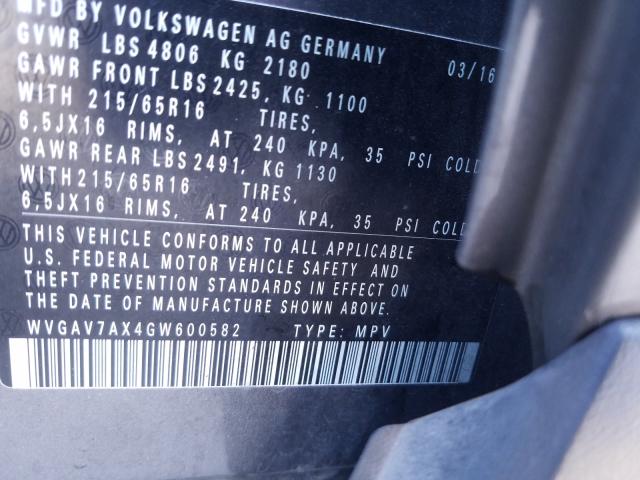 MFD BY VOLKSWAGEN AG GERMANY
GVWR LBS 4806 KG 2180 03/16
GAWR FRONT LBS 2425, KG 1100
WITH 215/65R16 TIRES,
6,5JX16 RIMS, AT 240 KPA, 35 PSI COLD
GAWR REAR LBS 2491, KG 1130
WITH 215/65R16 TIRES,
6,5JX16 RIMS, AT 240 KPA, 35 PSI COLD
THIS VEHICLE CONFORMS TO ALL APPLICABLE
U.S. FEDERAL MOTOR VEHICLE SAFETY AND
THEFT PREVENTION STANDARDS IN EFFECT ON
THE DATE OF MANUFACTURE SHOWN ABOVE.
WVGAV7AX4GW600582 TYPE: MPV